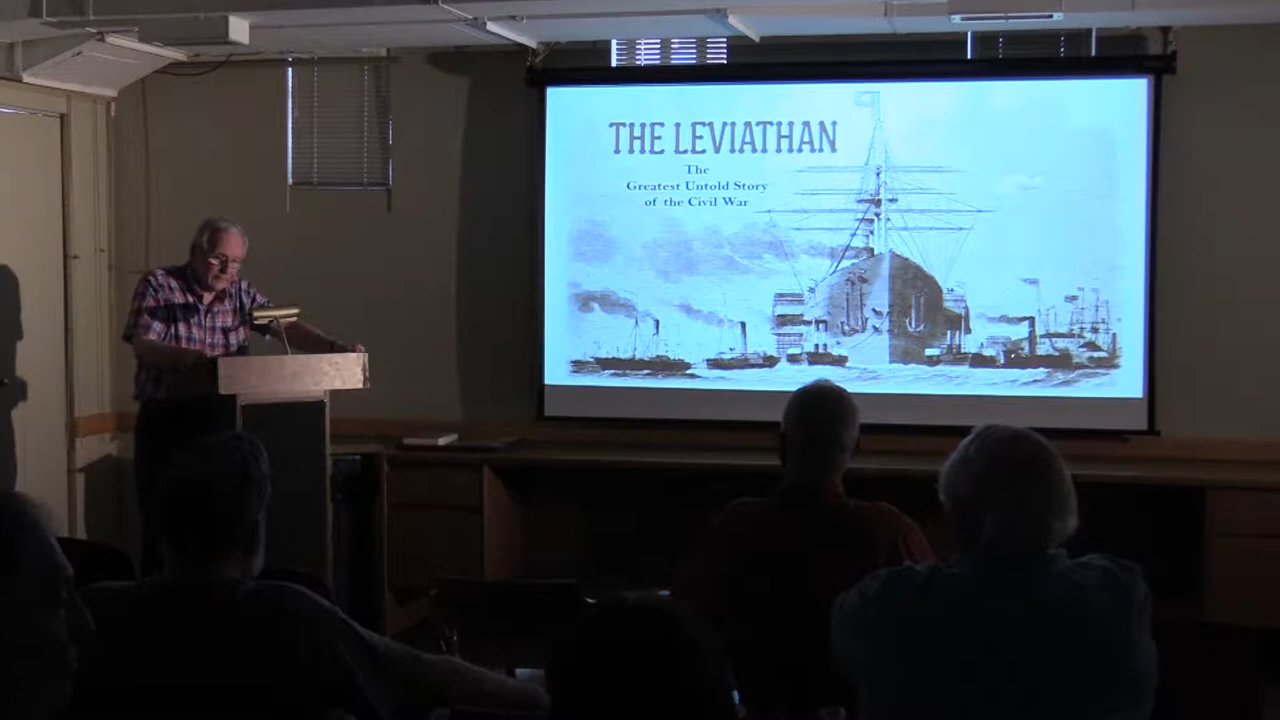 THE LEVIATHAN
The
Greatest Untold Story
of the Civil War